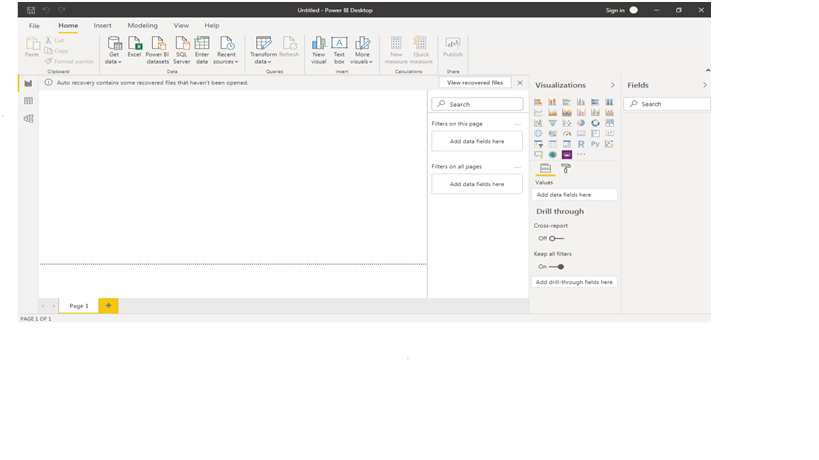 Untitled - Power BI Desktop
Sign in
File Home Insert Modeling View Help
Paste
Cut
Copy
Format painter
Clipboard
Get data
Excel
Power BI datasets
SQL Server
Enter data
Recent sources
Data
Transform data
Refresh
Queries
New visual
Text box
More visuals
Insert
New measure
Quick measure
Calculations
Publish
Share
Auto recovery contains some recovered files that haven't been opened.
View recovered files
Search
Filters on this page
...
Add data fields here
Filters on all pages
...
Add data fields here
Visualizations
R
Py
...
Values
Add data fields here
Drill through
Cross-report
Off
Keep all filters
On
Add drill-through fields here
Fields
Search
Page 1
PAGE 1 OF 1